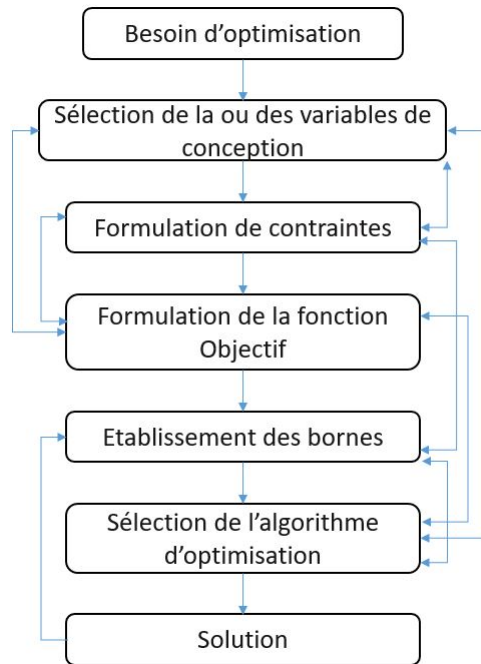 Besoin d'optimisation
Sélection de la ou des variables de
conception
Formulation de contraintes
Formulation de la fonction
Objectif
Etablissement des bornes
Sélection de l'algorithme
d'optimisation
Solution